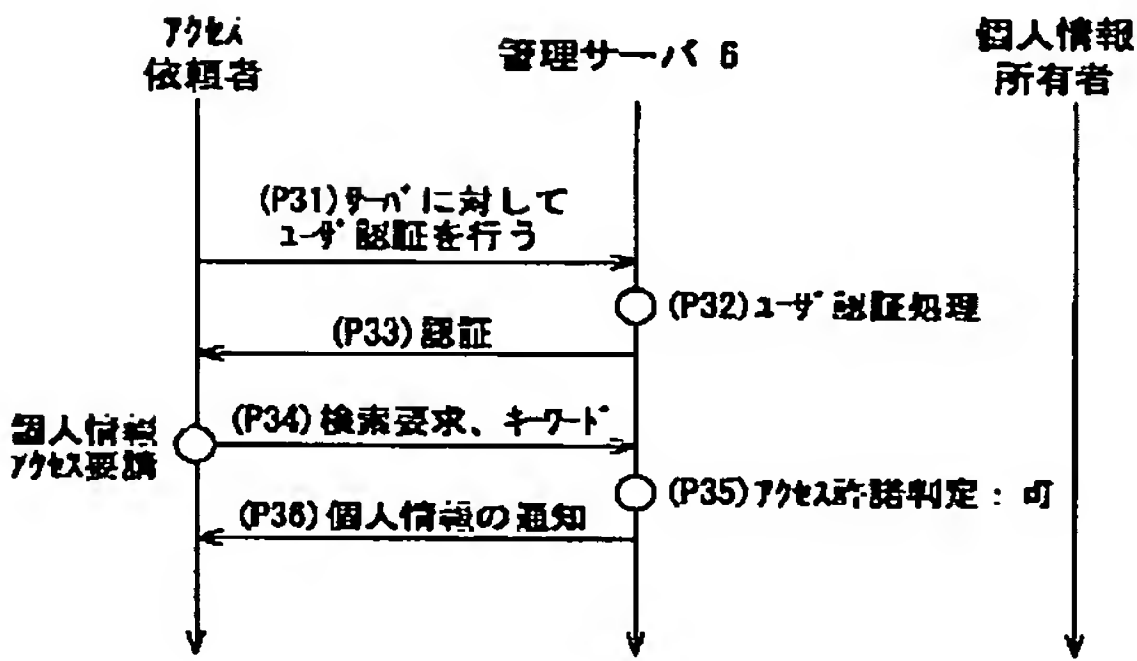 アクセス
依頼者
管理サーバ 6
個人情報
所有者
(P31)サーバに対して
ユーザ認証を行う
(P32)ユーザ認証処理
(P33)認証
個人情報
アクセス要請
(P34)検索要求、キーワード
(P35)アクセス許諾判定:可
(P36)個人情報の通知